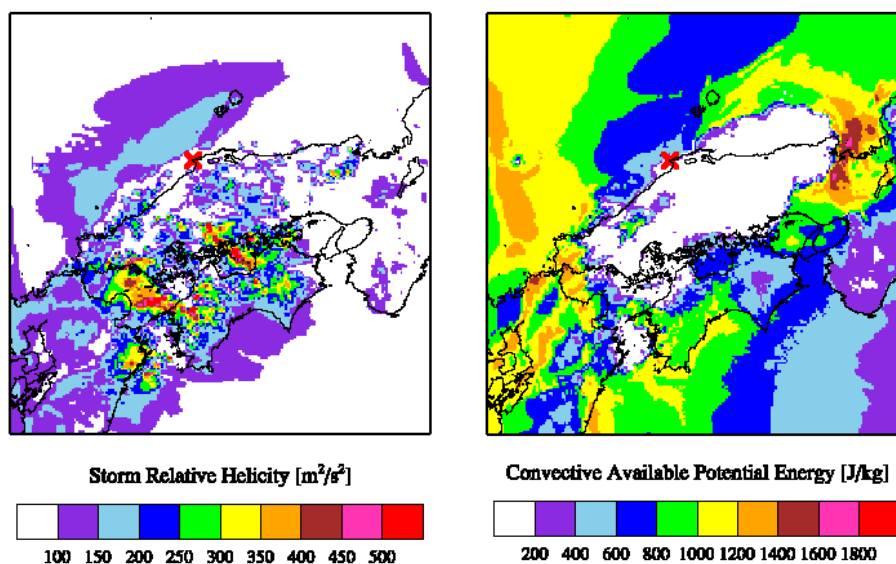 Storm Relative Helicity [m²/s²]
100 150 200 250 300 350 400 450 500
Convective Available Potential Energy [J/kg]
200 400 600 800 1000 1200 1400 1600 1800